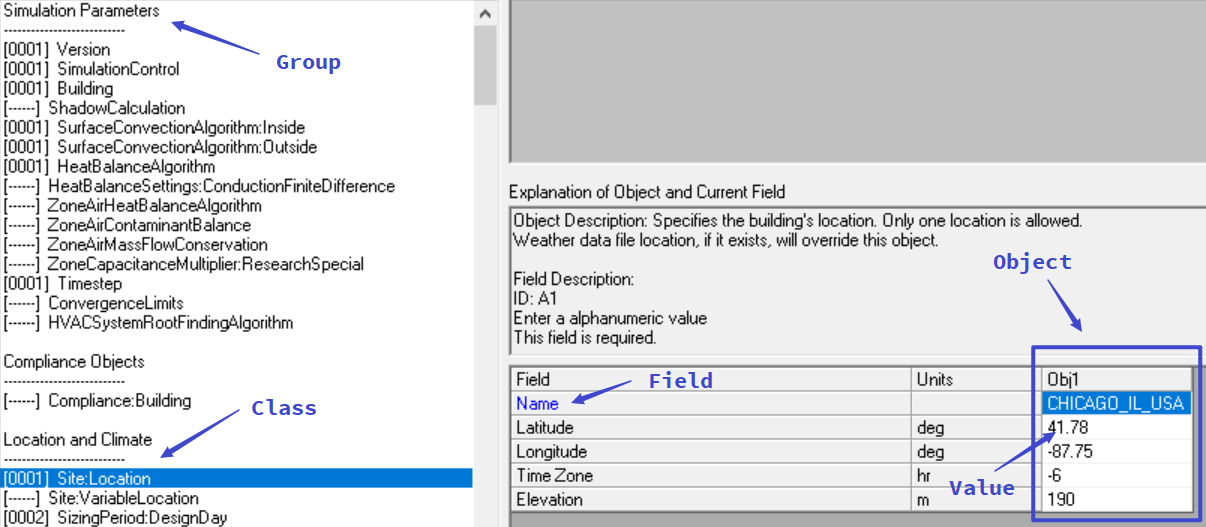 Simulation Parameters
-------------------------
Group
[0001] Version
[0001] SimulationControl
[0001] Building
[------] ShadowCalculation
[0001] SurfaceConvectionAlgorithm:Inside
[0001] SurfaceConvectionAlgorithm:Outside
[0001] HeatBalanceAlgorithm
[------] HeatBalanceSettings:ConductionFiniteDifference
[------] ZoneAirHeatBalanceAlgorithm
[------] ZoneAirContaminantBalance
[------] ZoneAirMassFlowConservation
[------] ZoneCapacitanceMultiplier:ResearchSpecial
[0001] Timestep
[------] ConvergenceLimits
[------] HVACSystemRootFindingAlgorithm
Compliance Objects
-------------------------
[------] Compliance:Building
Class
Location and Climate
-------------------------
[0001] Site:Location
[------] Site:VariableLocation
[0002] SizingPeriod:DesignDay
Explanation of Object and Current Field
Object Description: Specifies the building's location. Only one location is allowed.
Weather data file location, if it exists, will override this object.
Object
Field Description:
ID: A1
Enter a alphanumeric value
This field is required.
Field Units Obj1
Name CHICAGO_IL_USA
Field
Latitude deg 41.78
Longitude deg -87.75
Time Zone hr -6
Value
Elevation m 190